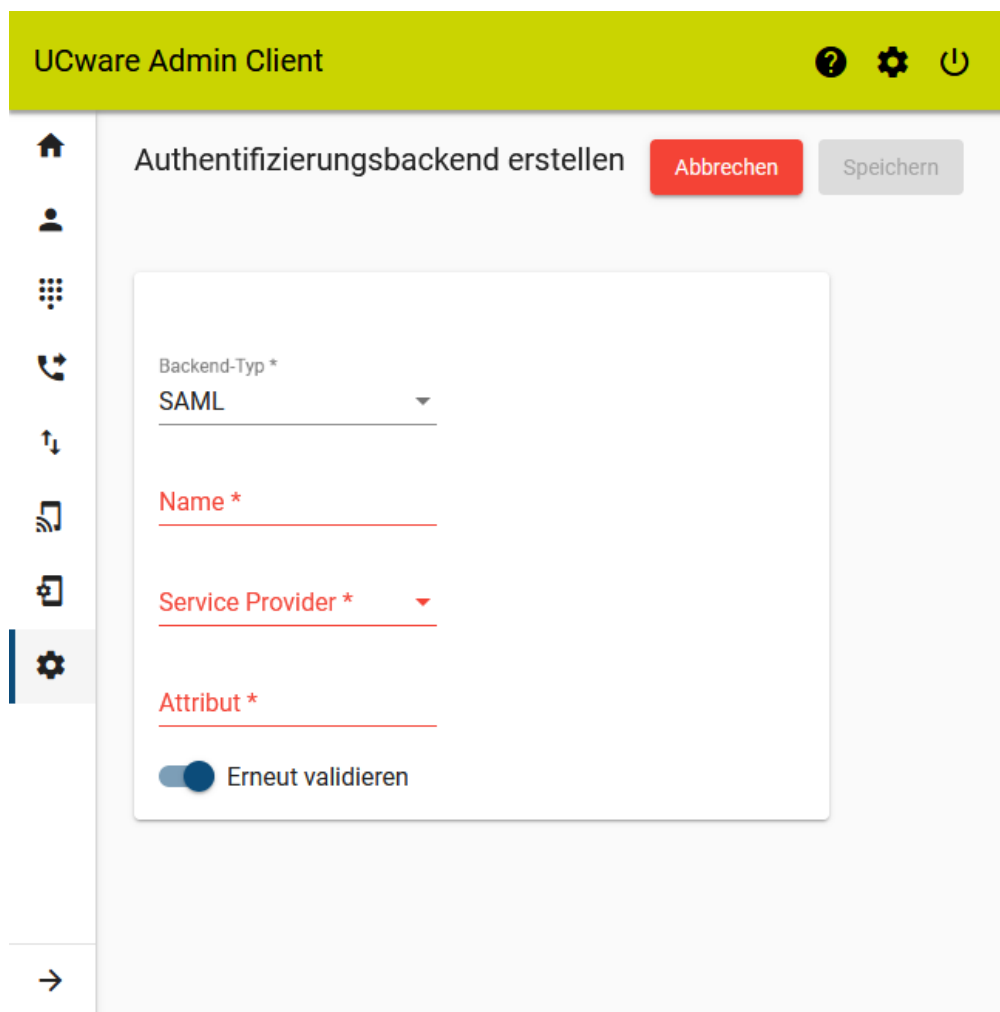 UCware Admin Client
Authentifizierungsbackend erstellen
Abbrechen
Speichern
Backend-Typ *
SAML
Name *
Service Provider *
Attribut *
Erneut validieren